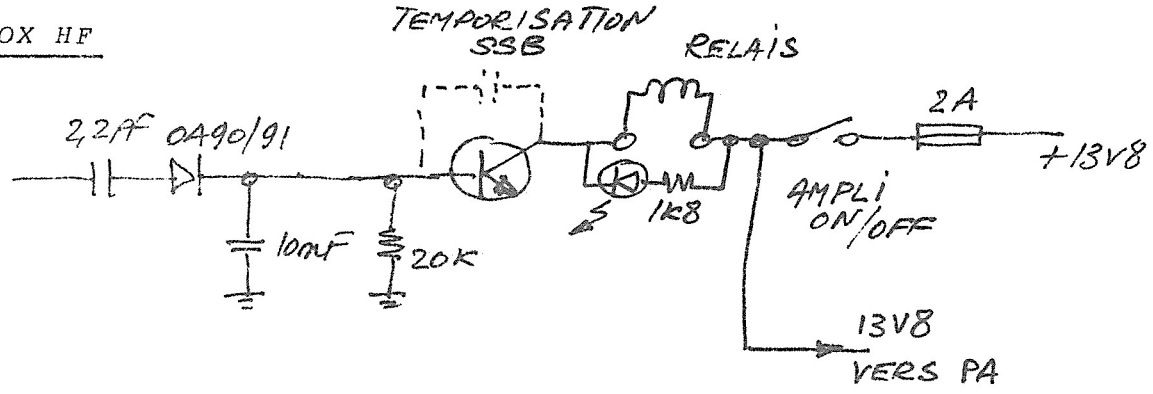 OX HF
TEMPORISATION
SSB
RELAIS
2,2PF OA90/91
2A
+13V8
1K8
AMPLI
ON/OFF
10nF
20K
13V8
VERS PA